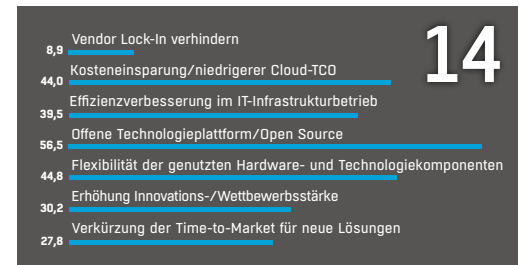 14
Vendor Lock-In verhindern
8,9
Kosteneinsparung/niedrigerer Cloud-TCO
44,0
Effizienzverbesserung im IT-Infrastrukturbetrieb
39,5
Offene Technologieplattform/Open Source
56,5
Flexibilität der genutzten Hardware- und Technologiekomponenten
44,8
Erhöhung Innovations-/Wettbewerbsstärke
30,2
Verkürzung der Time-to-Market für neue Lösungen
27,8